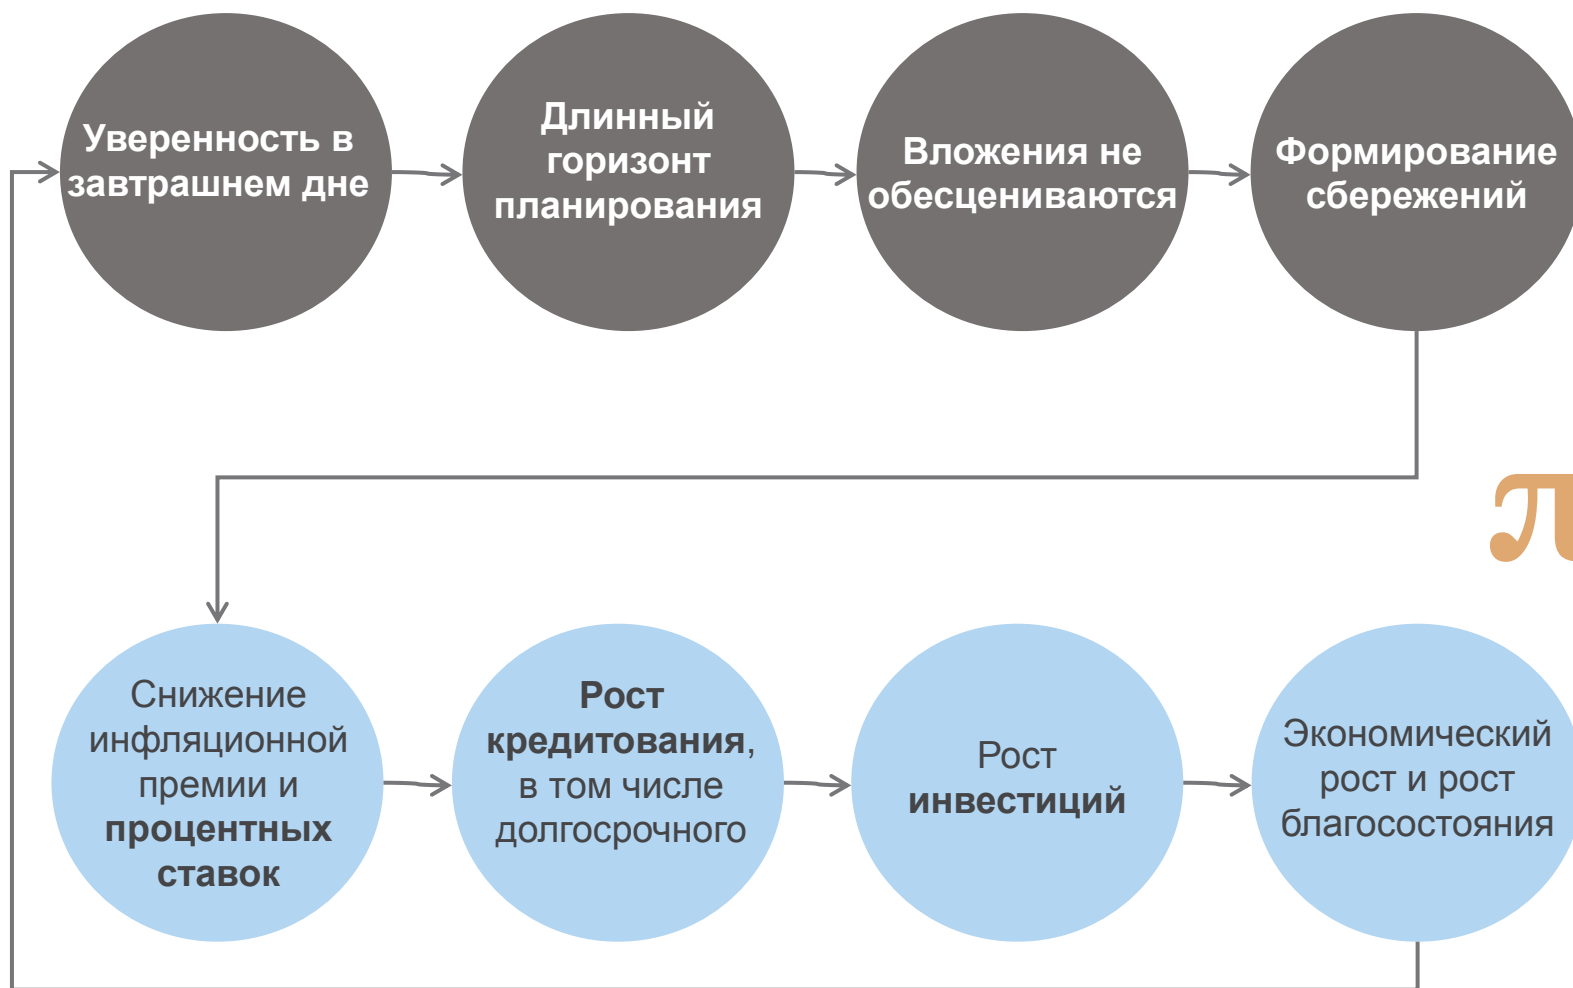 Уверенность в
завтрашнем дне
Длинный
горизонт
планирования
Вложения не
обесцениваются
Формирование
сбережений
π
Снижение
инфляционной
премии и
процентных
ставок
Рост
кредитования,
в том числе
долгосрочного
Рост
инвестиций
Экономический
рост и рост
благосостояния